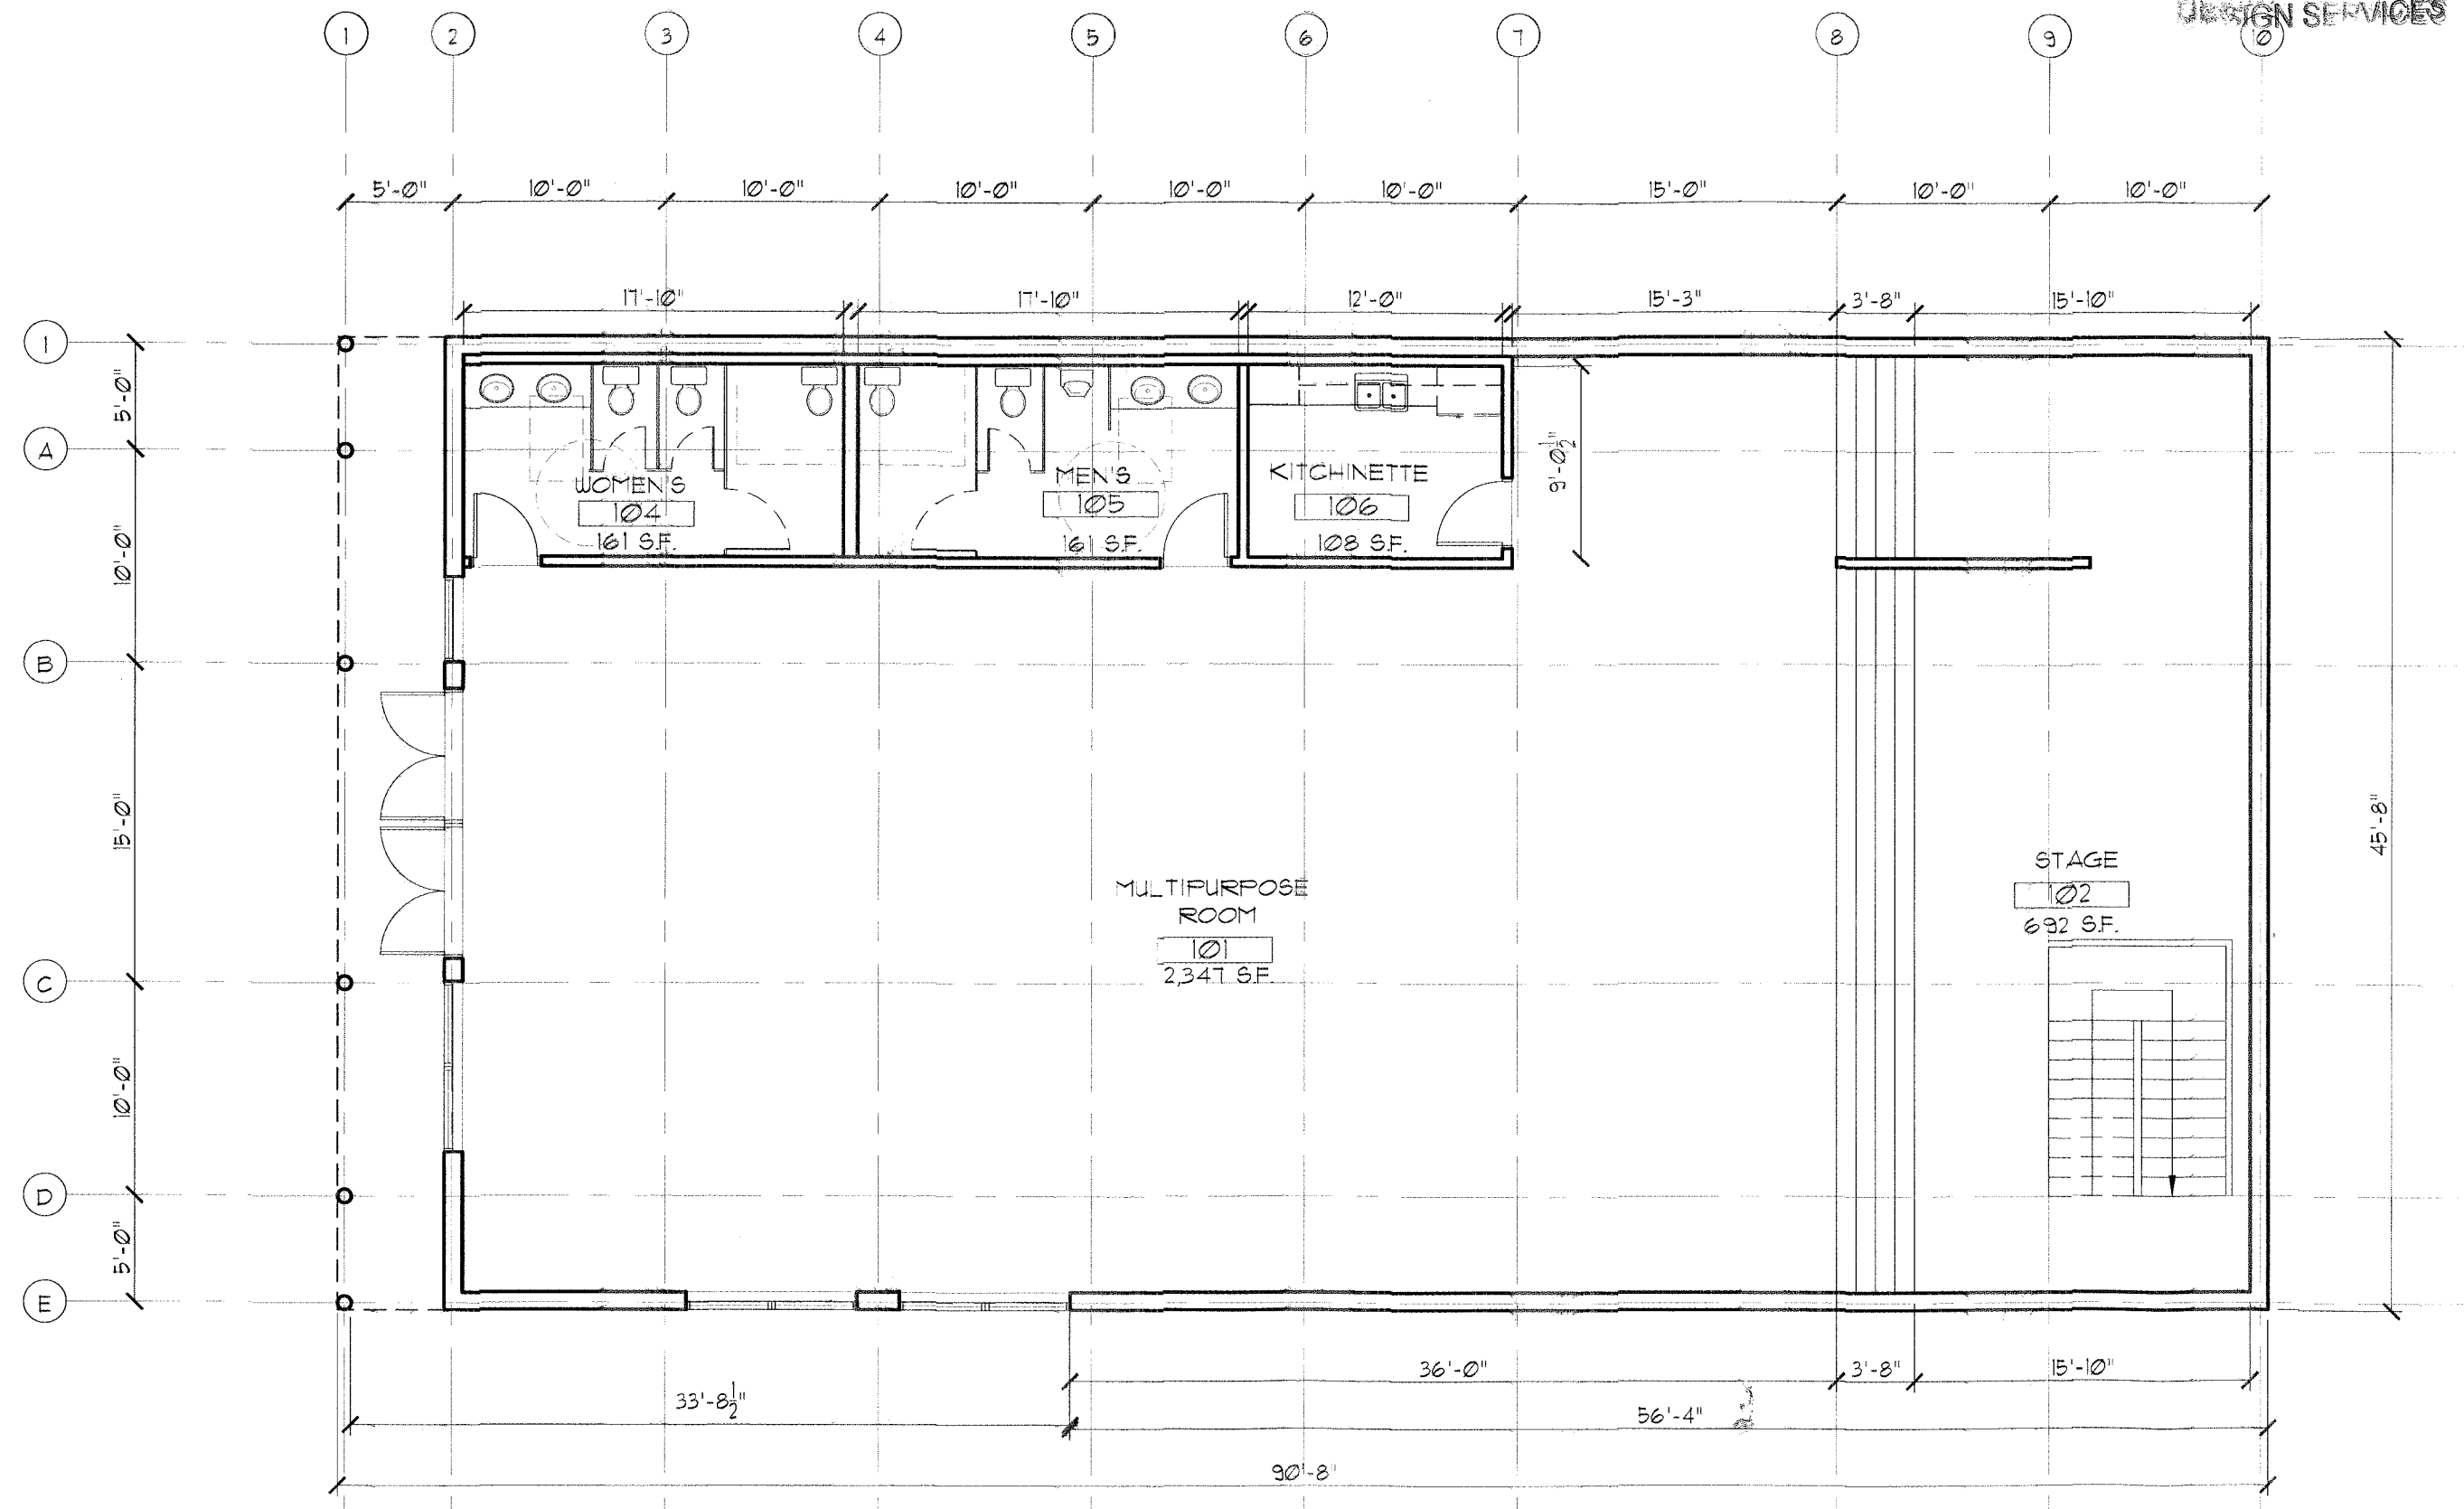 DESIGN SERVICES
1 2 3 4 5 6 7 8 9 10
5'-0" 10'-0" 10'-0" 10'-0" 10'-0" 10'-0" 15'-0" 10'-0" 10'-0"
17'-10" 17'-10" 12'-0" 15'-3" 3'-8" 15'-10"
1
5'-0"
A
10'-0"
B
15'-0"
C
10'-0"
D
5'-0"
E
WOMEN'S
104
161 S.F.
MEN'S
105
161 S.F.
KITCHINETTE
106
108 S.F.
9'-0 1/2"
MULTIPURPOSE
ROOM
101
2,347 S.F.
STAGE
102
692 S.F.
45'-8"
36'-0" 3'-8" 15'-10"
33'-8 1/2"
56'-4"
90'-8"